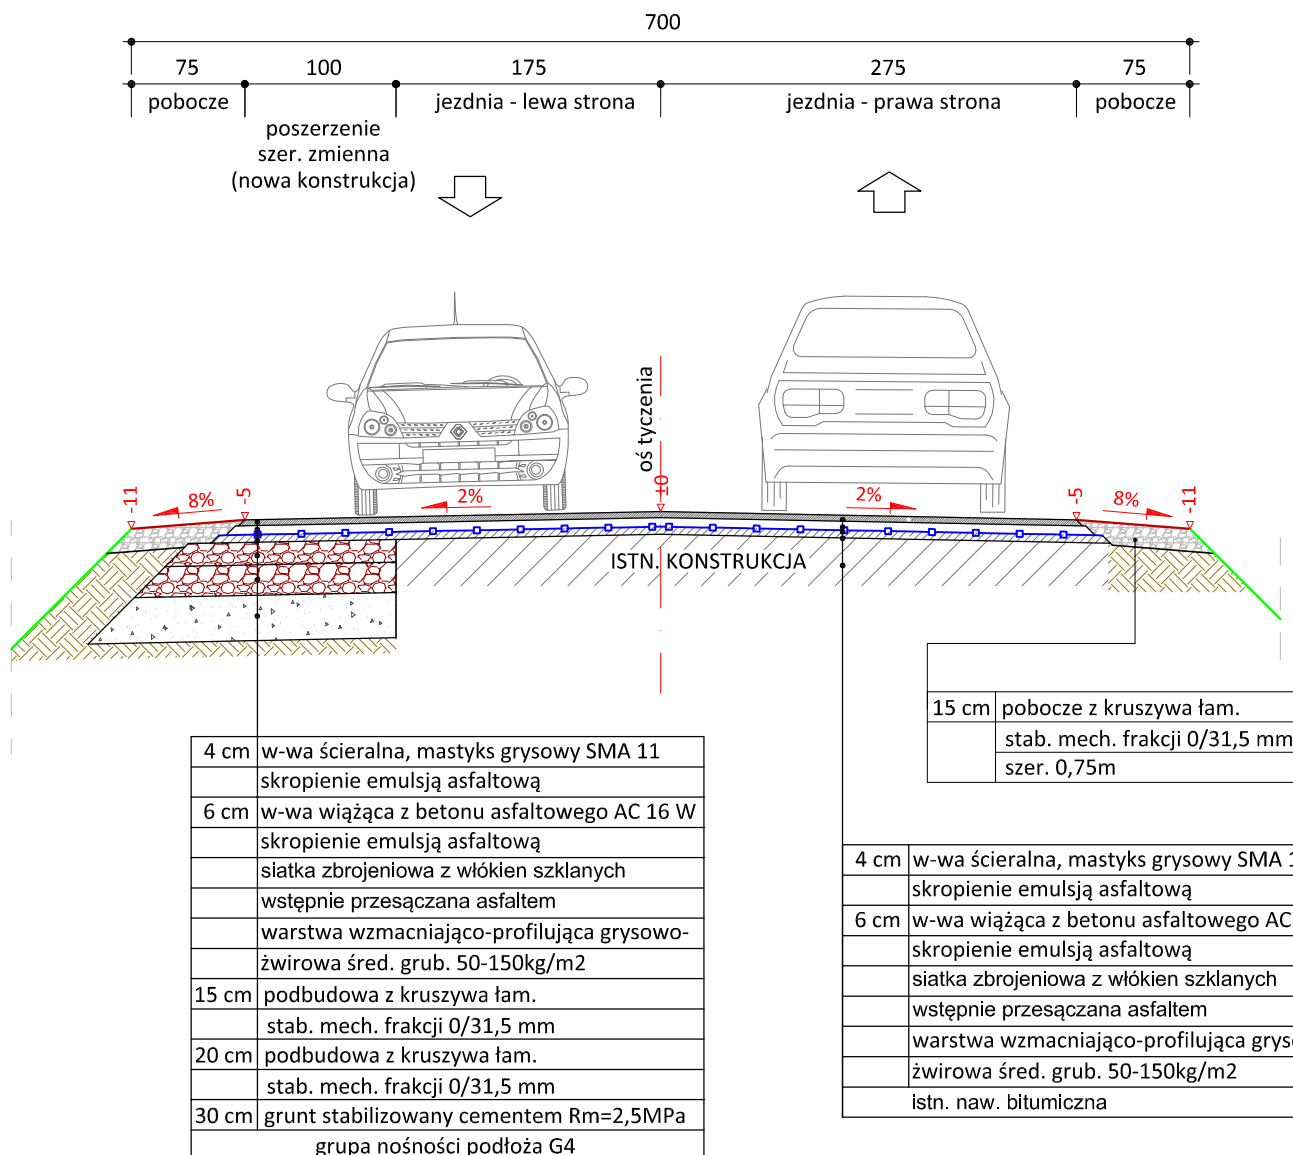 700
75 100 175 275 75
pobocze jezdnia - lewa strona jezdnia - prawa strona pobocze
poszerzenie
szer. zmienna
(nowa konstrukcja)
oś tyczenia
-11 8% -5 2% ±0 2% -5 8% -11
ISTN. KONSTRUKCJA
15 cm pobocze z kruszywa łam.
stab. mech. frakcji 0/31,5 mm
szer. 0,75m
4 cm w-wa ścieralna, mastyks grysowy SMA 11
skropienie emulsją asfaltową
6 cm w-wa wiążąca z betonu asfaltowego AC 16 W
skropienie emulsją asfaltową
siatka zbrojeniowa z włókien szklanych
wstępnie przesączana asfaltem
warstwa wzmacniająco-profilująca grysowo-
żwirowa śred. grub. 50-150kg/m2
15 cm podbudowa z kruszywa łam.
stab. mech. frakcji 0/31,5 mm
20 cm podbudowa z kruszywa łam.
stab. mech. frakcji 0/31,5 mm
30 cm grunt stabilizowany cementem Rm=2,5MPa
grupa nośności podłoża G4
4 cm w-wa ścieralna, mastyks grysowy SMA
skropienie emulsją asfaltową
6 cm w-wa wiążąca z betonu asfaltowego AC
skropienie emulsją asfaltową
siatka zbrojeniowa z włókien szklanych
wstępnie przesączana asfaltem
warstwa wzmacniająco-profilująca
żwirowa śred. grub. 50-150kg/m2
istn. naw. bitumiczna